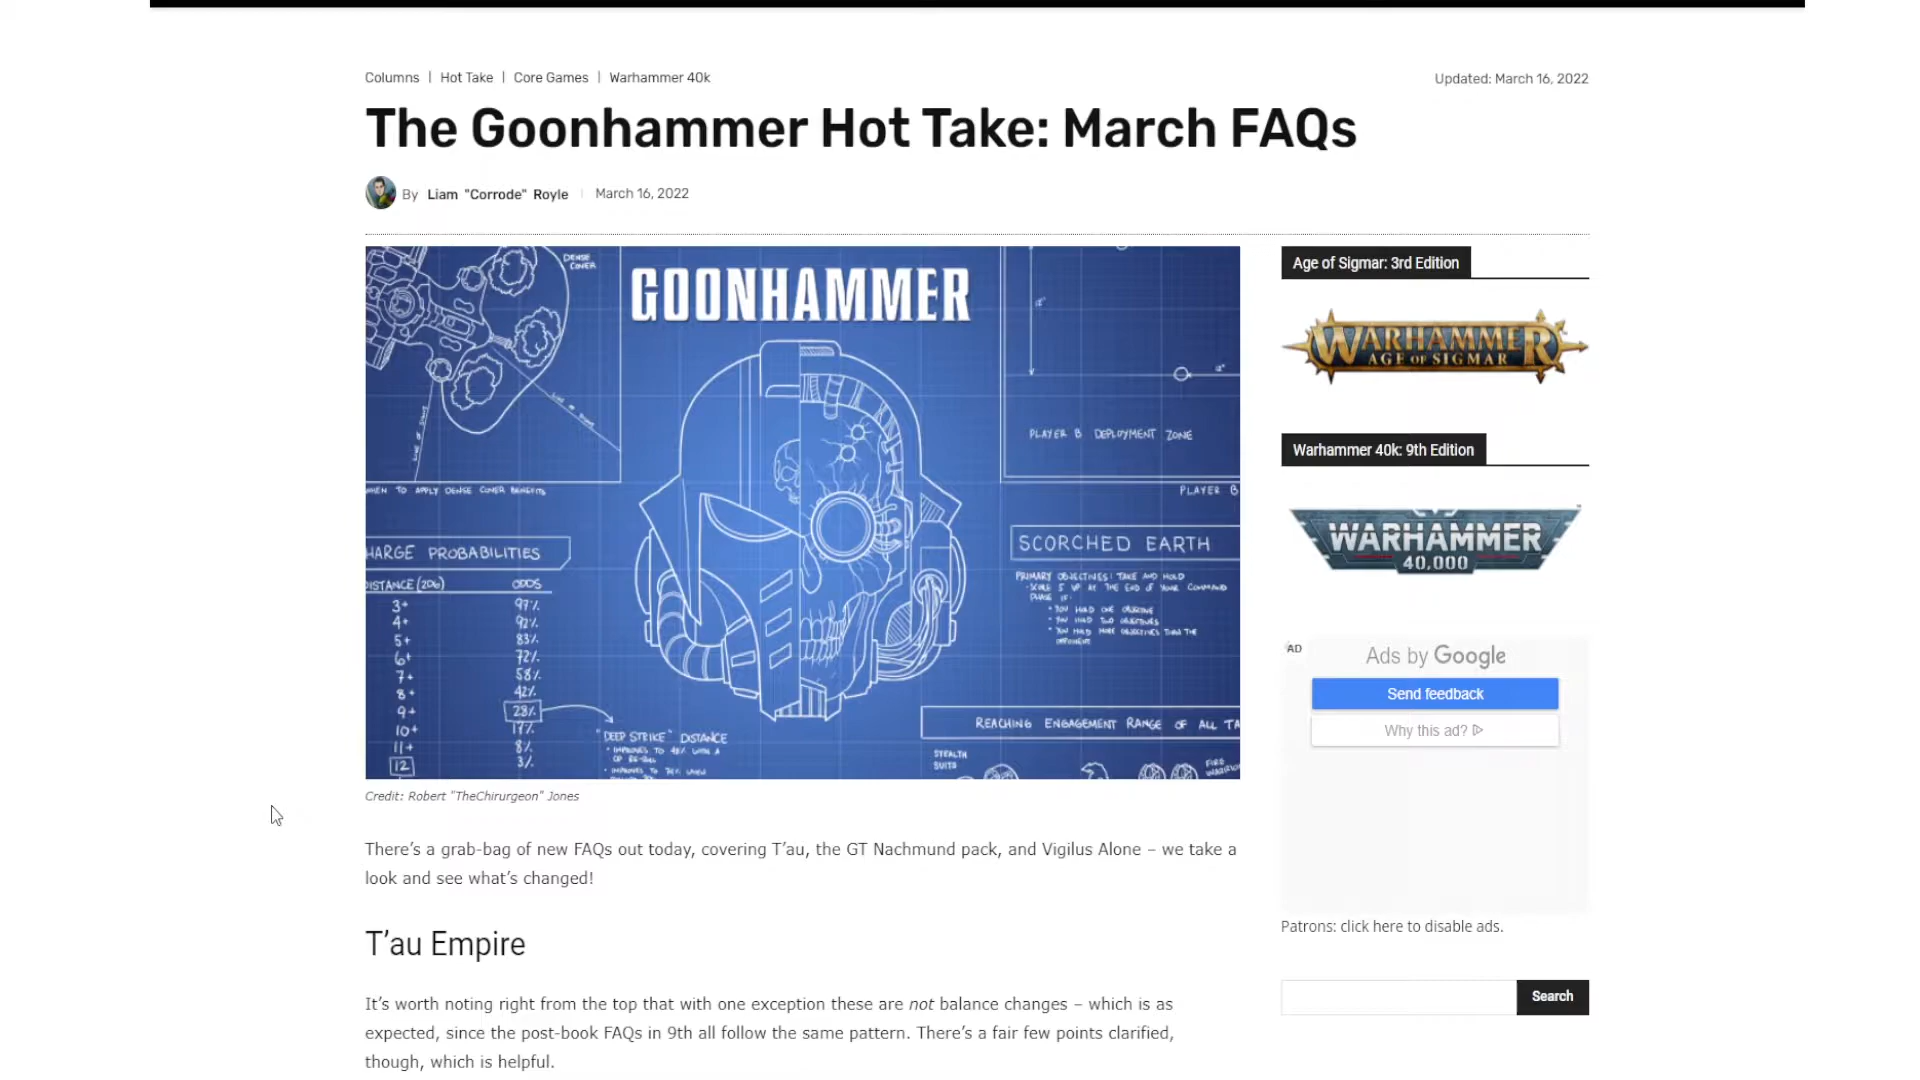 Columns | Hot Take | Core Games | Warhammer 40k
Updated: March 16, 2022
The Goonhammer Hot Take: March FAQs
By Liam "Corrode" Royle | March 16, 2022
GOONHAMMER
DENSE
COVER
12"
12"
LINE OF SIGHT
PLAYER B DEPLOYMENT ZONE
WHEN TO APPLY DENSE COVER BENEFITS
PLAYER B
HARGE PROBABILITIES
DISTANCE (2D6) ODDS
3+ 97%
4+ 92%
5+ 83%
6+ 72%
7+ 58%
8+ 42%
9+ 28%
10+ 17%
11+ 8%
12 3%
"DEEP STRIKE" DISTANCE
SCORCHED EARTH
PRIMARY OBJECTIVES: TAKE AND HOLD
SCORE 5 VP AT THE END OF YOUR COMMAND
PHASE IF:
• YOU HOLD ONE OBJECTIVE
• YOU HOLD TWO OBJECTIVES
• YOU HOLD MORE OBJECTIVES THAN THE
OPPONENT
REACHING ENGAGEMENT RANGE OF ALL TA
STEALTH
SUITS
FIRE
WARRIORS
Credit: Robert "TheChirurgeon" Jones
There's a grab-bag of new FAQs out today, covering T'au, the GT Nachmund pack, and Vigilus Alone – we take a
look and see what's changed!
T'au Empire
It's worth noting right from the top that with one exception these are not balance changes – which is as
expected, since the post-book FAQs in 9th all follow the same pattern. There's a fair few points clarified,
though, which is helpful.
Age of Sigmar: 3rd Edition
WARHAMMER
AGE OF SIGMAR
Warhammer 40k: 9th Edition
WARHAMMER
40,000
AD
Ads by Google
Send feedback
Why this ad?
Patrons: click here to disable ads.
Search